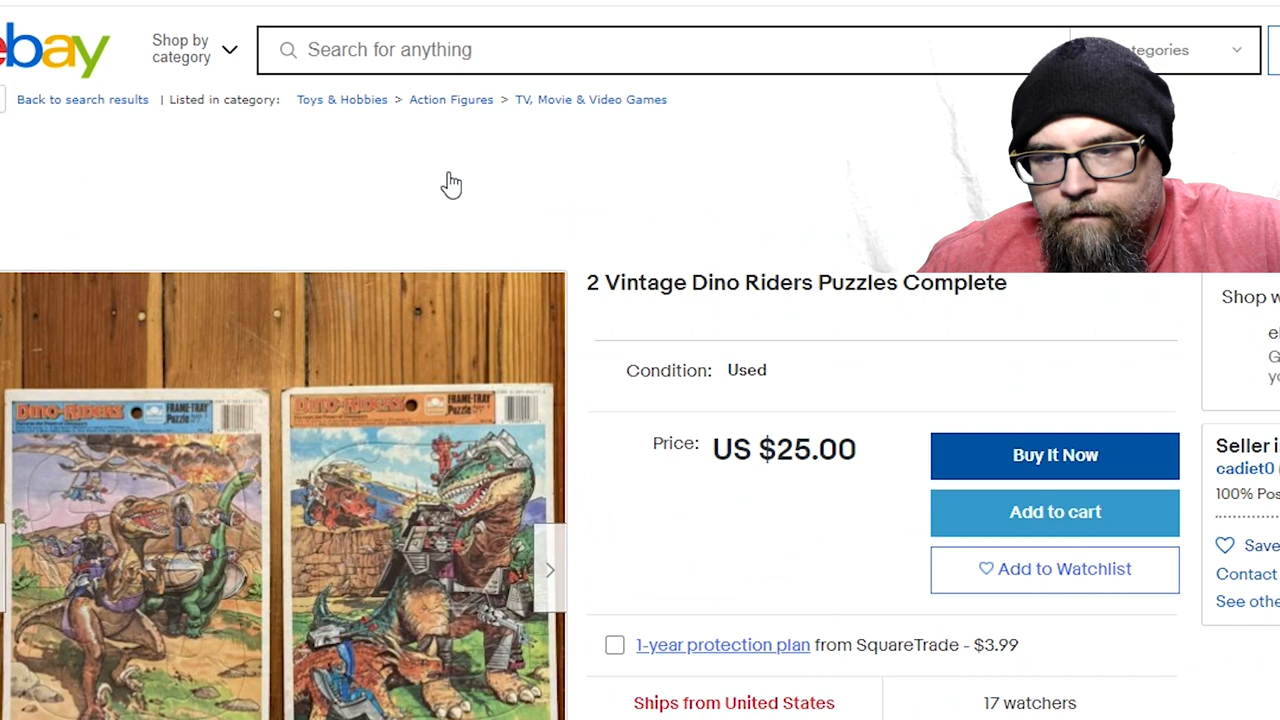 ebay
Shop by
category
Search for anything
Back to search results | Listed in category: Toys & Hobbies > Action Figures > TV, Movie & Video Games
2 Vintage Dino Riders Puzzles Complete
Condition: Used
Price: US $25.00
Buy It Now
Add to cart
Add to Watchlist
1-year protection plan from SquareTrade - $3.99
Ships from United States
17 watchers
Shop w
Seller i
cadiet0
100% Pos
Save
Contact
See othe
DINO-RIDERS
FRAME-TRAY
Puzzle
DINO-RIDERS
FRAME-TRAY
Puzzle